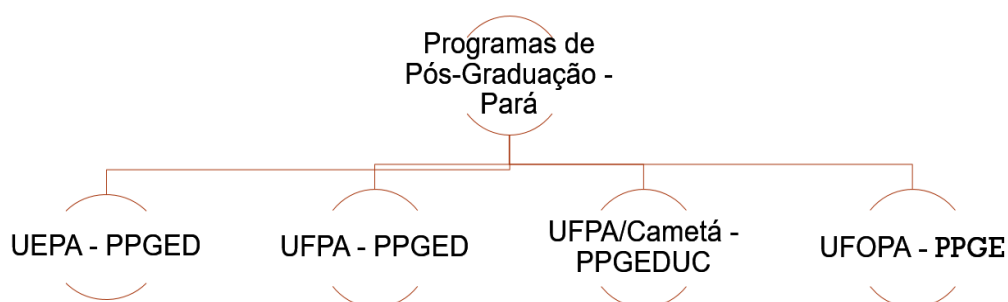 Programas de
Pós-Graduação -
Pará
UEPA - PPGED
UFPA - PPGED
UFPA/Cametá -
PPGEDUC
UFOPA - PPGE